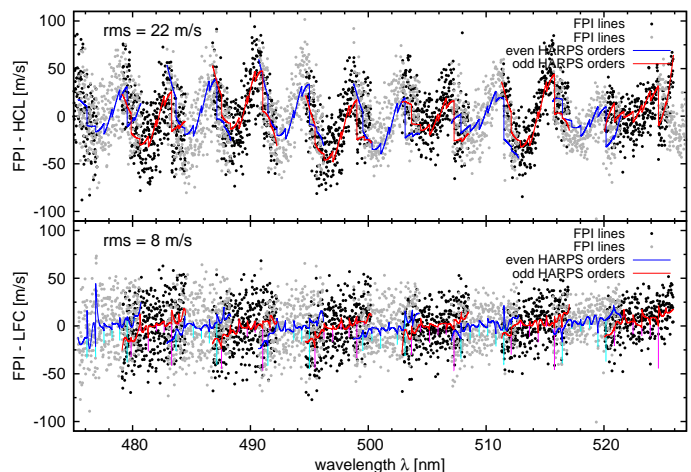 rms = 22 m/s
FPI lines
FPI lines
even HARPS orders
odd HARPS orders
FPI - HCL [m/s]
100
50
0
-50
-100
rms = 8 m/s
FPI lines
FPI lines
even HARPS orders
odd HARPS orders
FPI - LFC [m/s]
100
50
0
-50
-100
480 490 500 510 520
wavelength λ [nm]